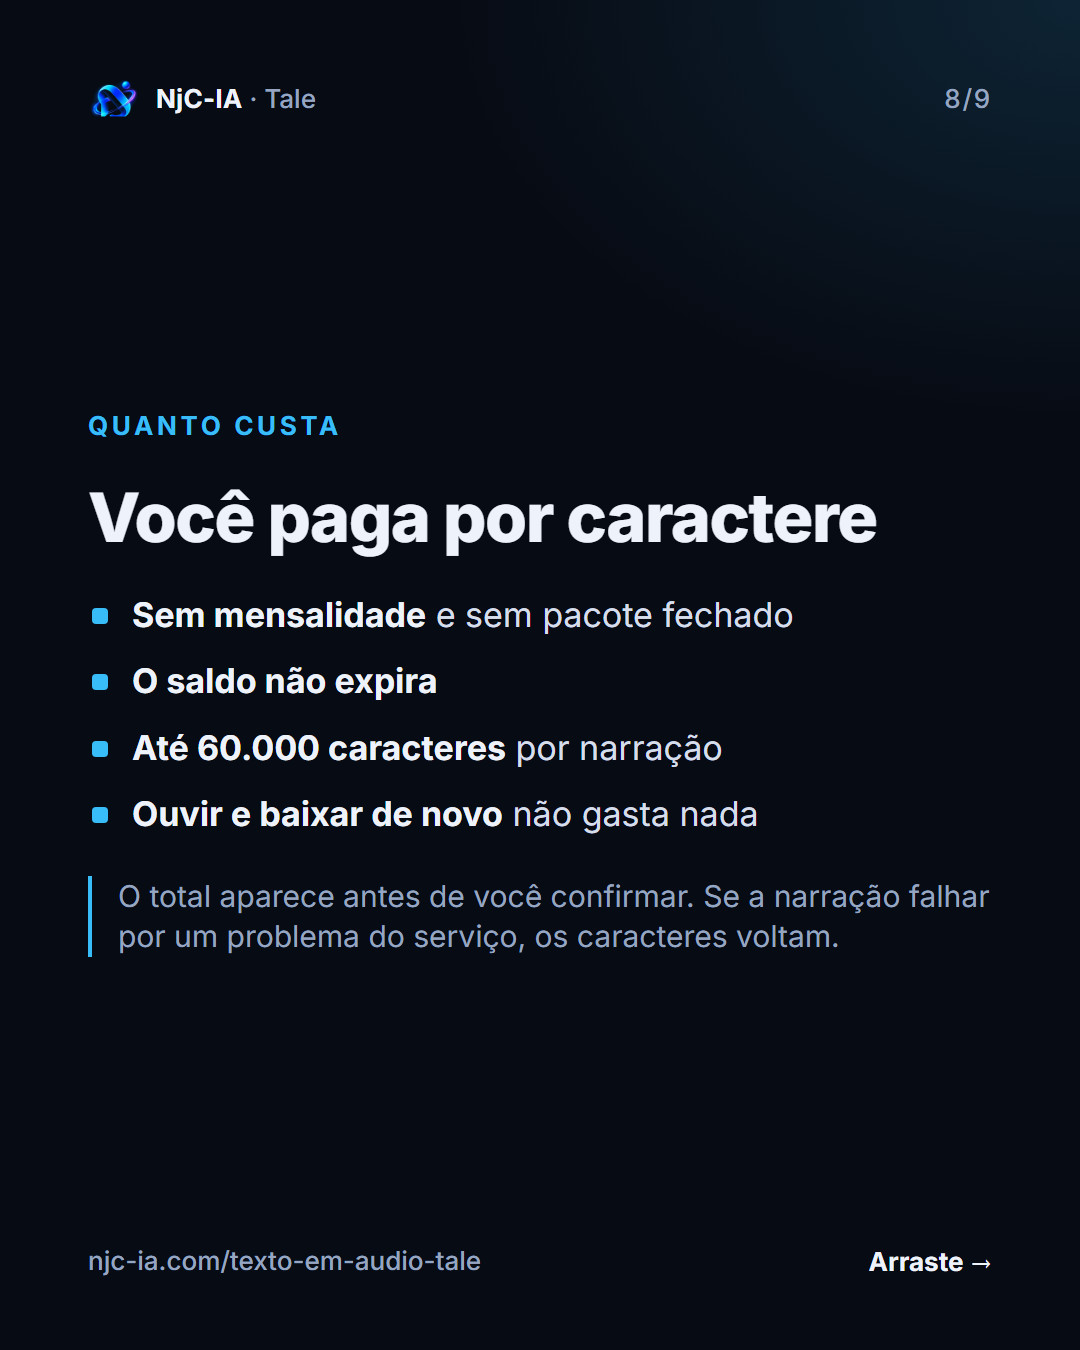 NjC-IA · Tale
8/9
QUANTO CUSTA
Você paga por caractere
Sem mensalidade e sem pacote fechado
O saldo não expira
Até 60.000 caracteres por narração
Ouvir e baixar de novo não gasta nada
O total aparece antes de você confirmar. Se a narração falhar
por um problema do serviço, os caracteres voltam.
njc-ia.com/texto-em-audio-tale
Arraste →